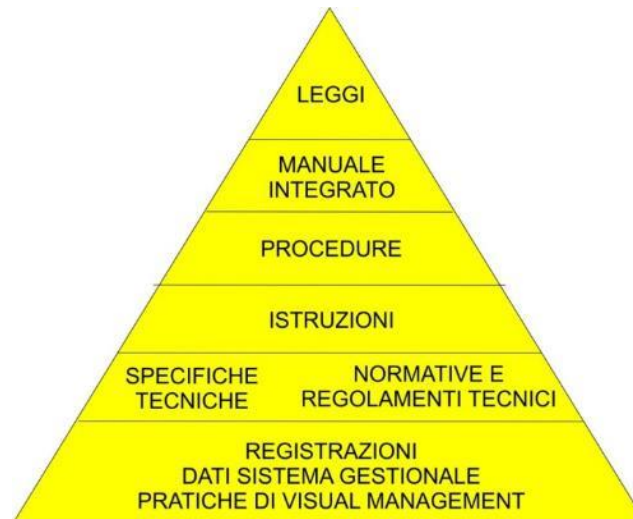 LEGGI
MANUALE
INTEGRATO
PROCEDURE
ISTRUZIONI
SPECIFICHE
TECNICHE
NORMATIVE E
REGOLAMENTI TECNICI
REGISTRAZIONI
DATI SISTEMA GESTIONALE
PRATICHE DI VISUAL MANAGEMENT